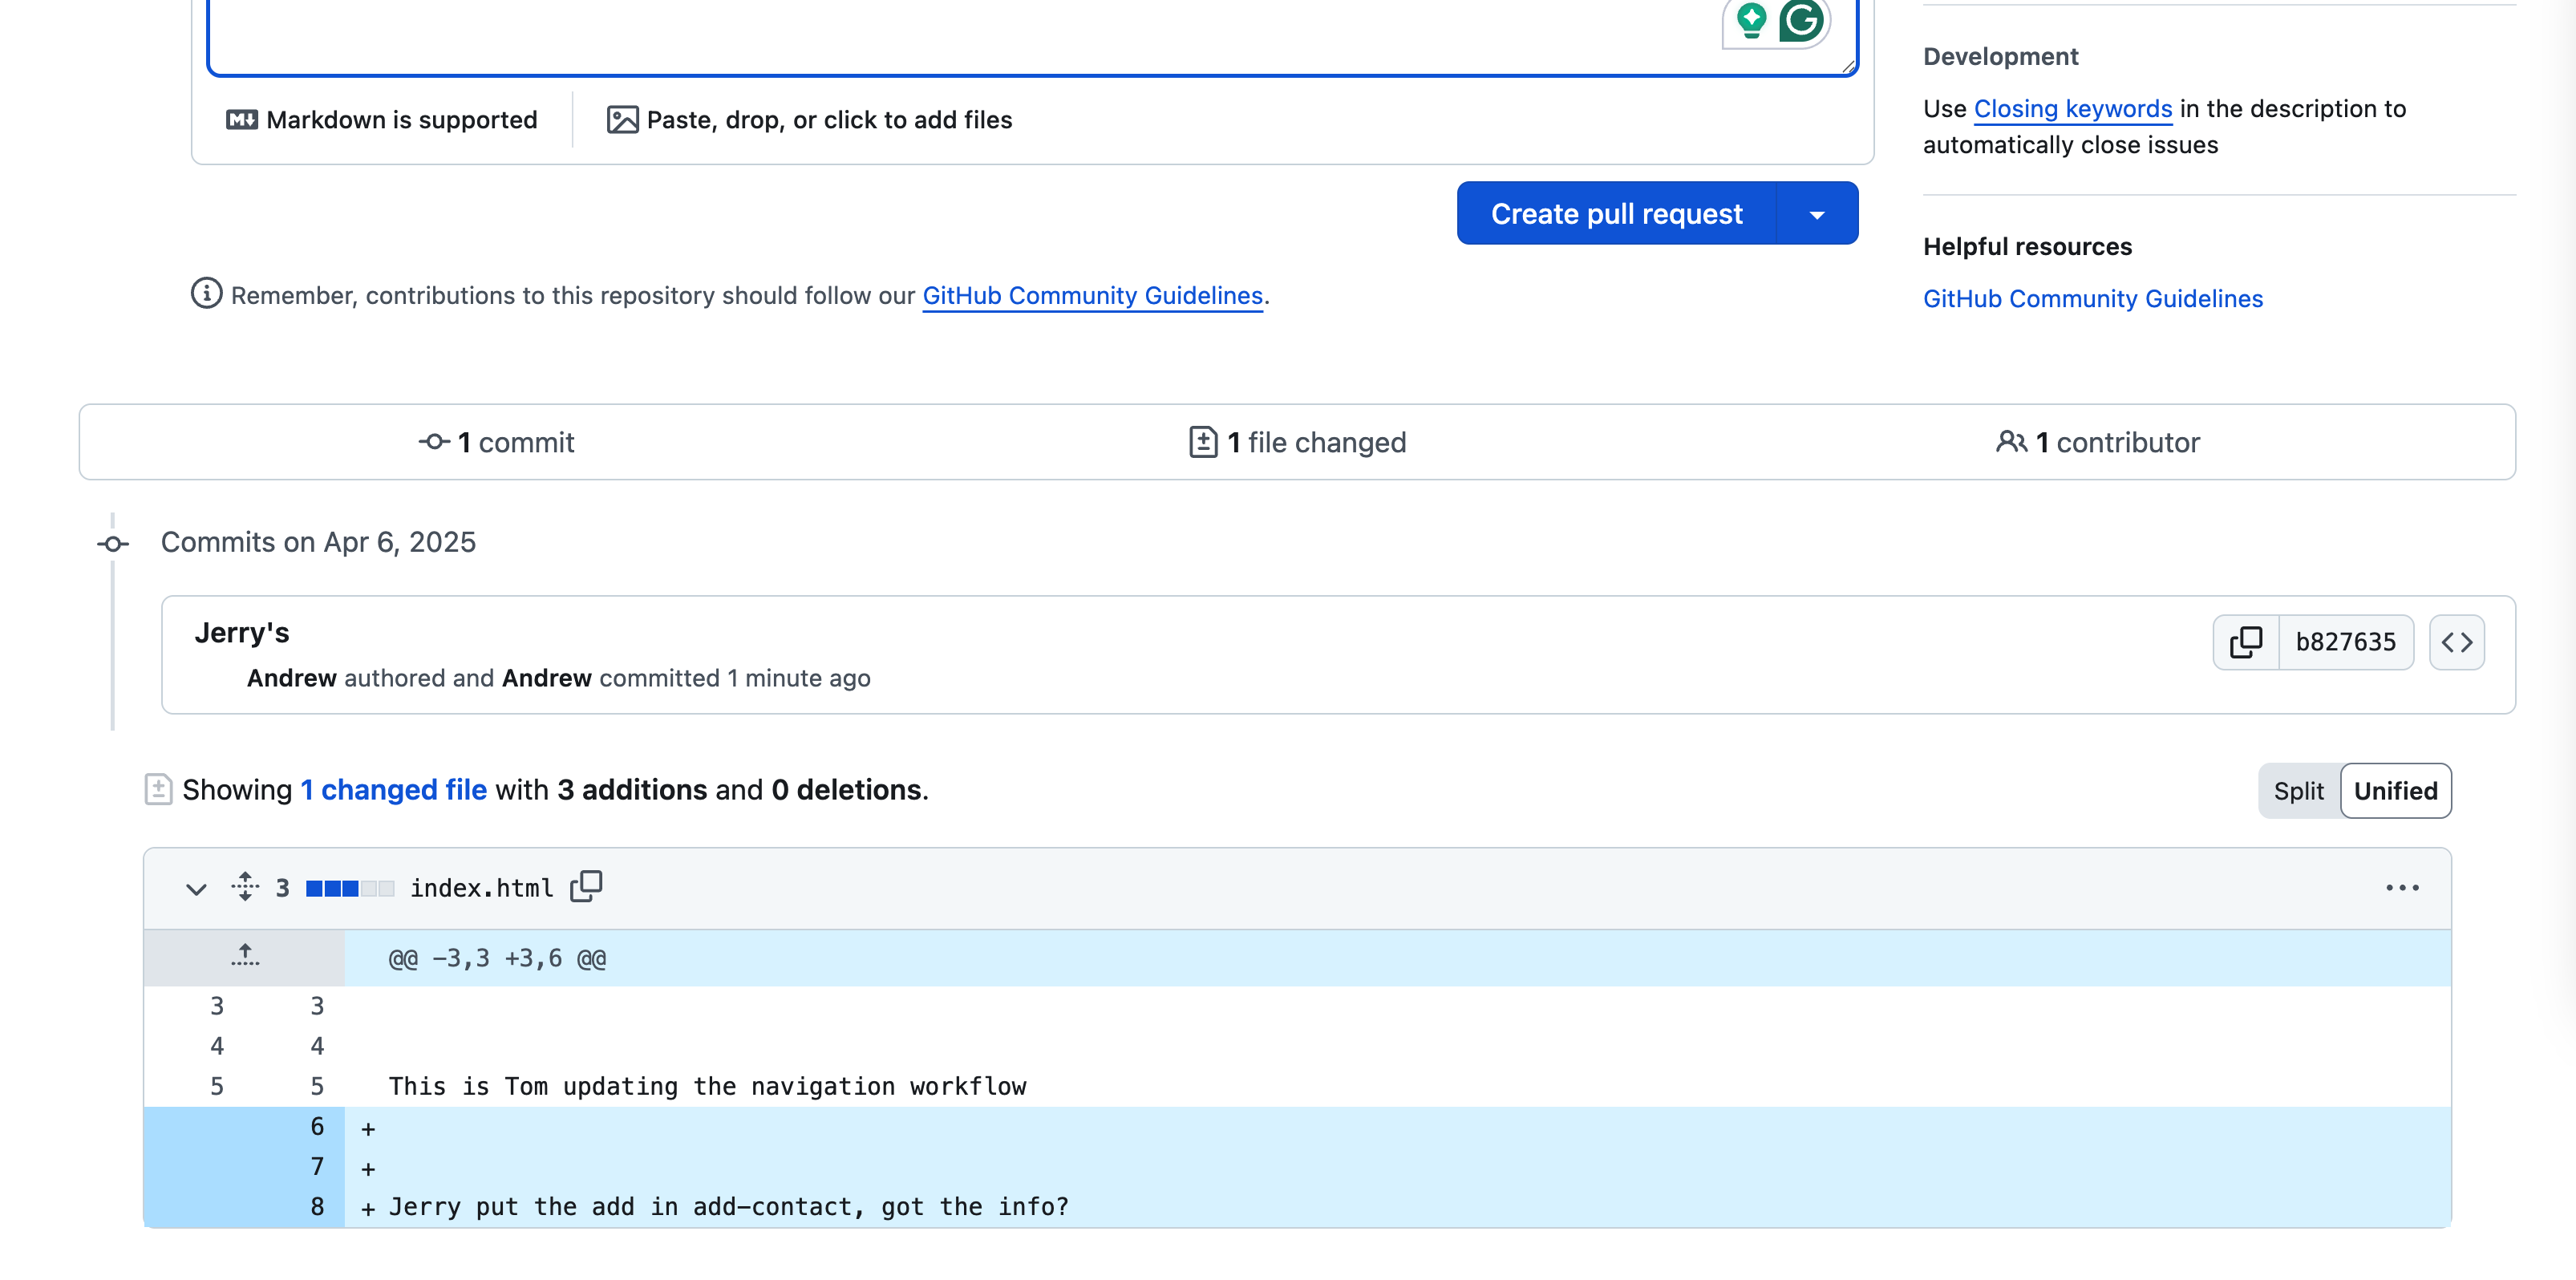 Development
Markdown is supported
Paste, drop, or click to add files
Use Closing keywords in the description to
automatically close issues
Create pull request
Helpful resources
Remember, contributions to this repository should follow our GitHub Community Guidelines.
GitHub Community Guidelines
1 commit
1 file changed
1 contributor
Commits on Apr 6, 2025
Jerry's
b827635
Andrew authored and Andrew committed 1 minute ago
Showing 1 changed file with 3 additions and 0 deletions.
Split
Unified
3 index.html
@@ -3,3 +3,6 @@
3 3
4 4
5 5 This is Tom updating the navigation workflow
6 +
7 +
8 + Jerry put the add in add-contact, got the info?